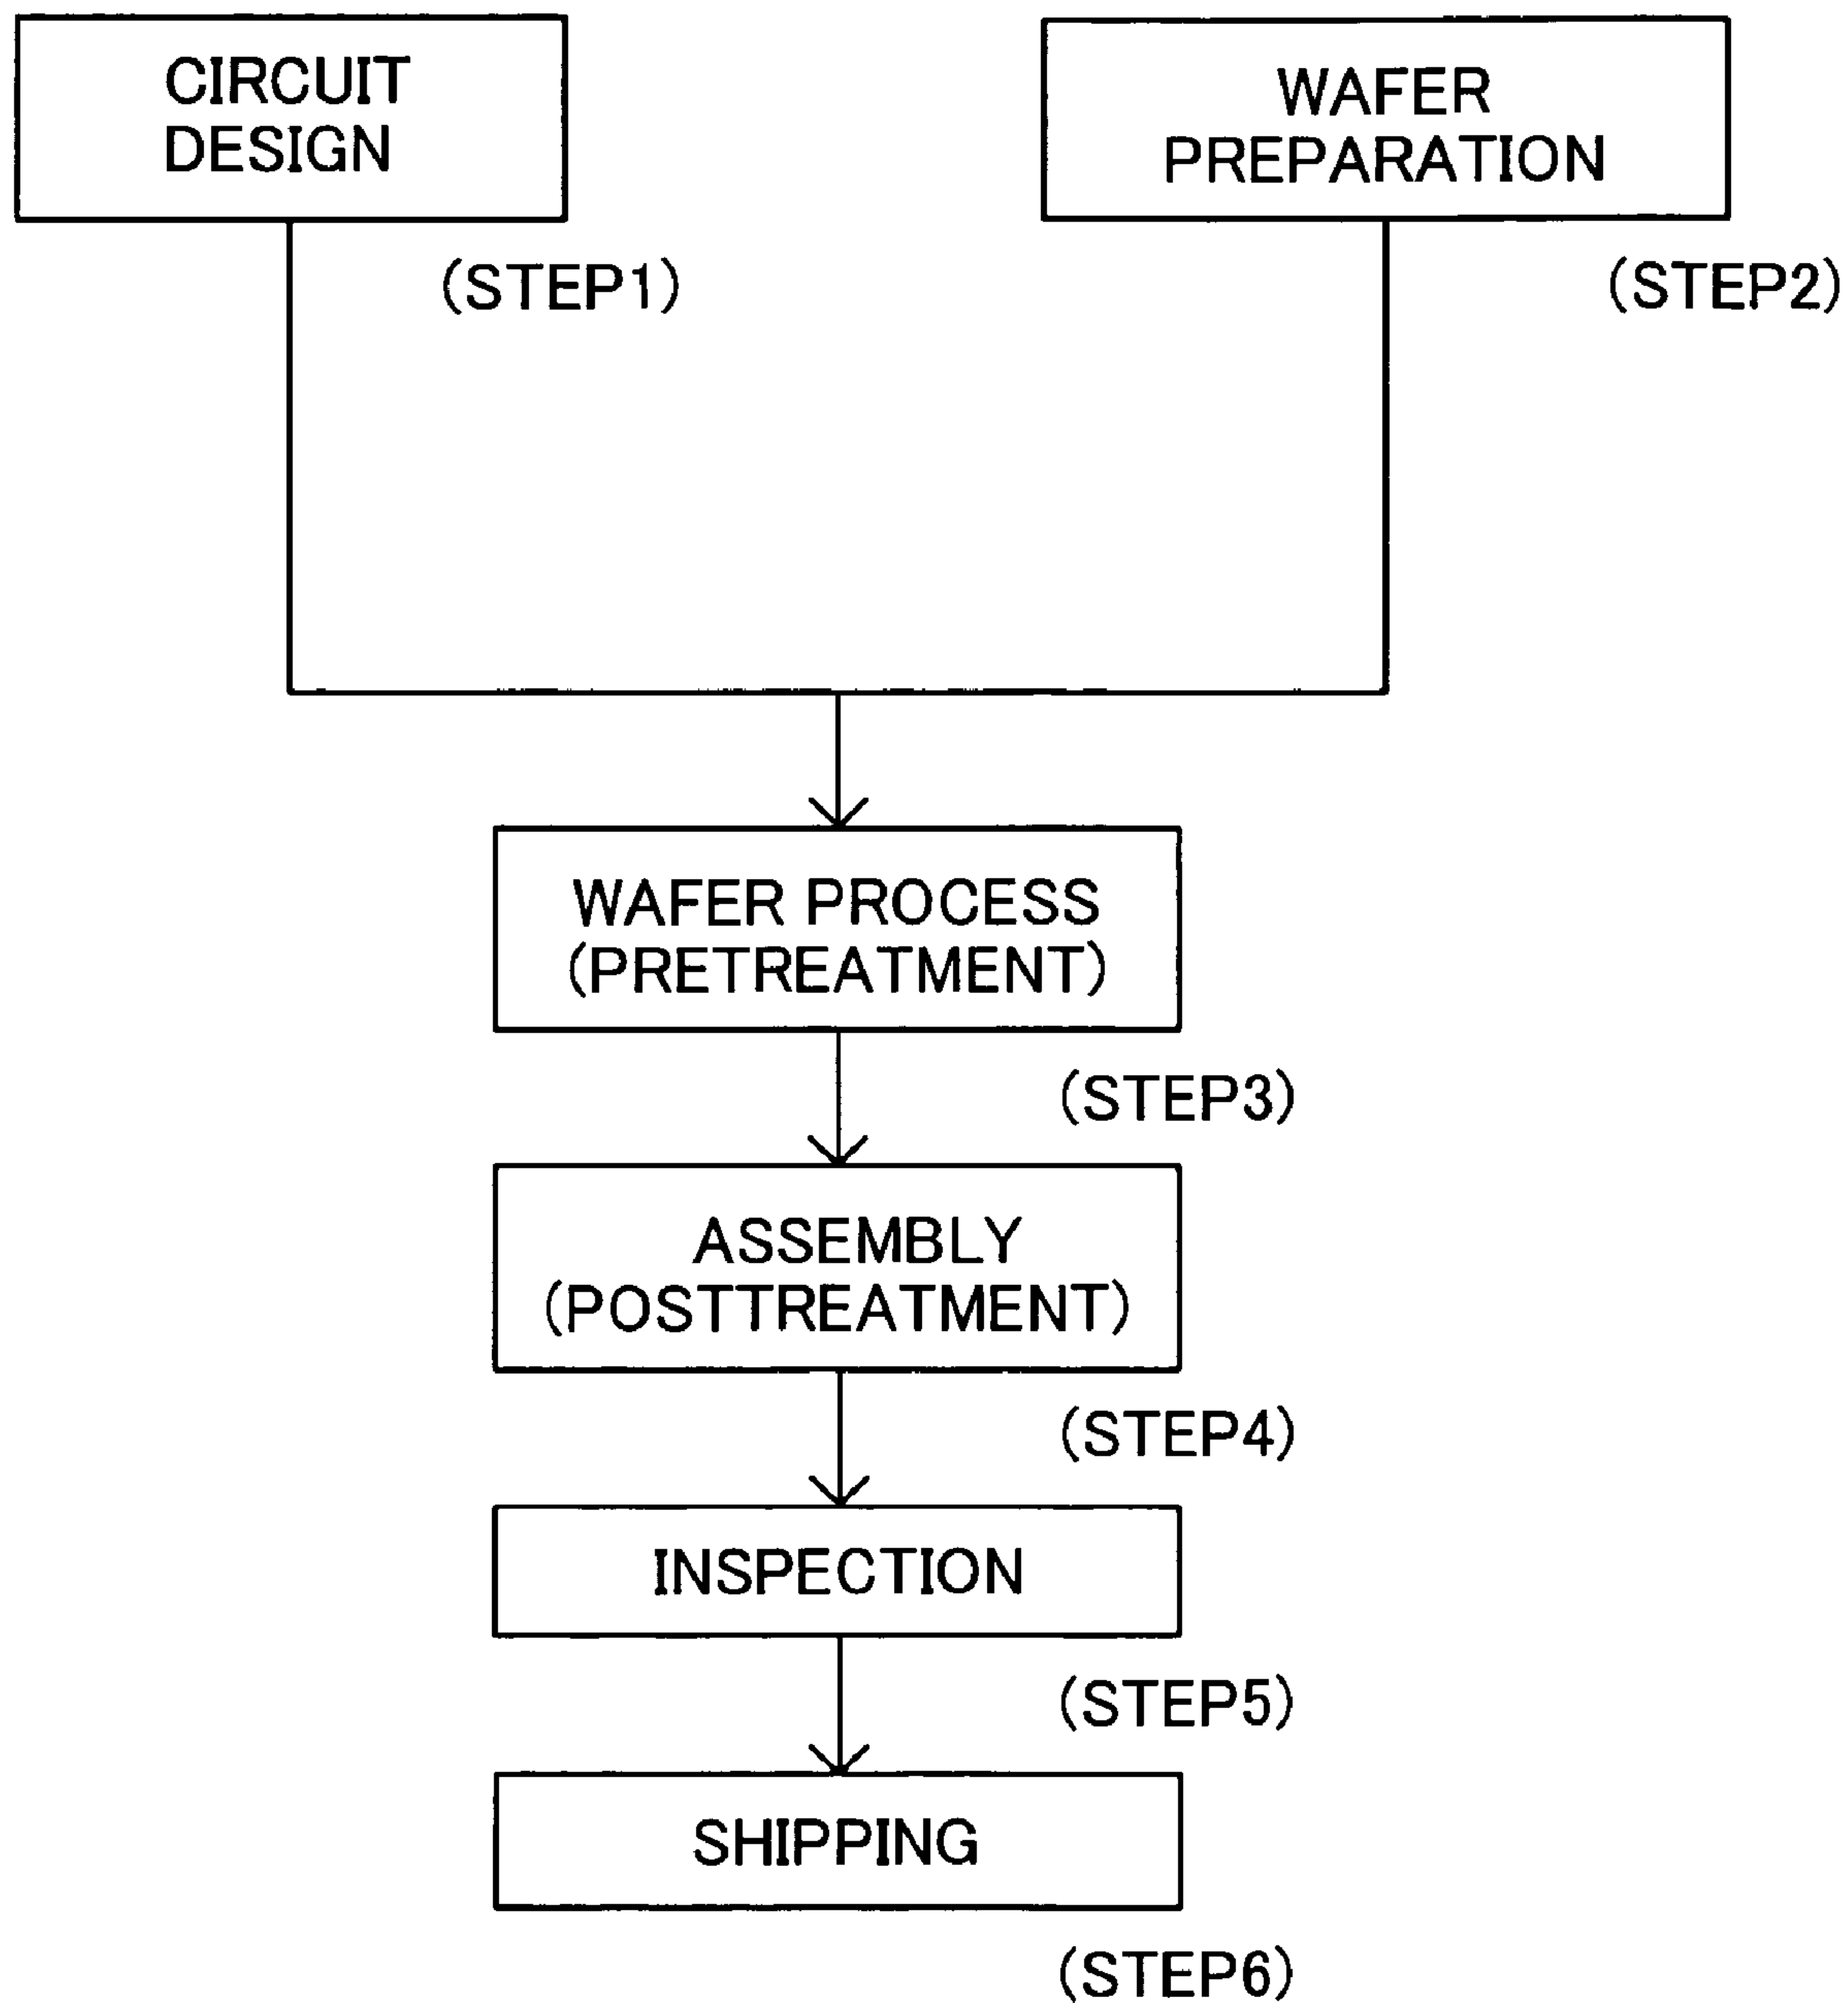 CIRCUIT
DESIGN
(STEP1)
WAFER
PREPARATION
(STEP2)
WAFER PROCESS
(PRETREATMENT)
(STEP3)
ASSEMBLY
(POSTTREATMENT)
(STEP4)
INSPECTION
(STEP5)
SHIPPING
(STEP6)